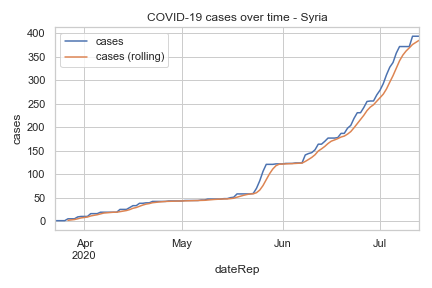 COVID-19 cases over time - Syria
cases
cases (rolling)
400
350
300
250
200
150
100
50
0
cases
Apr
2020
May
Jun
Jul
dateRep